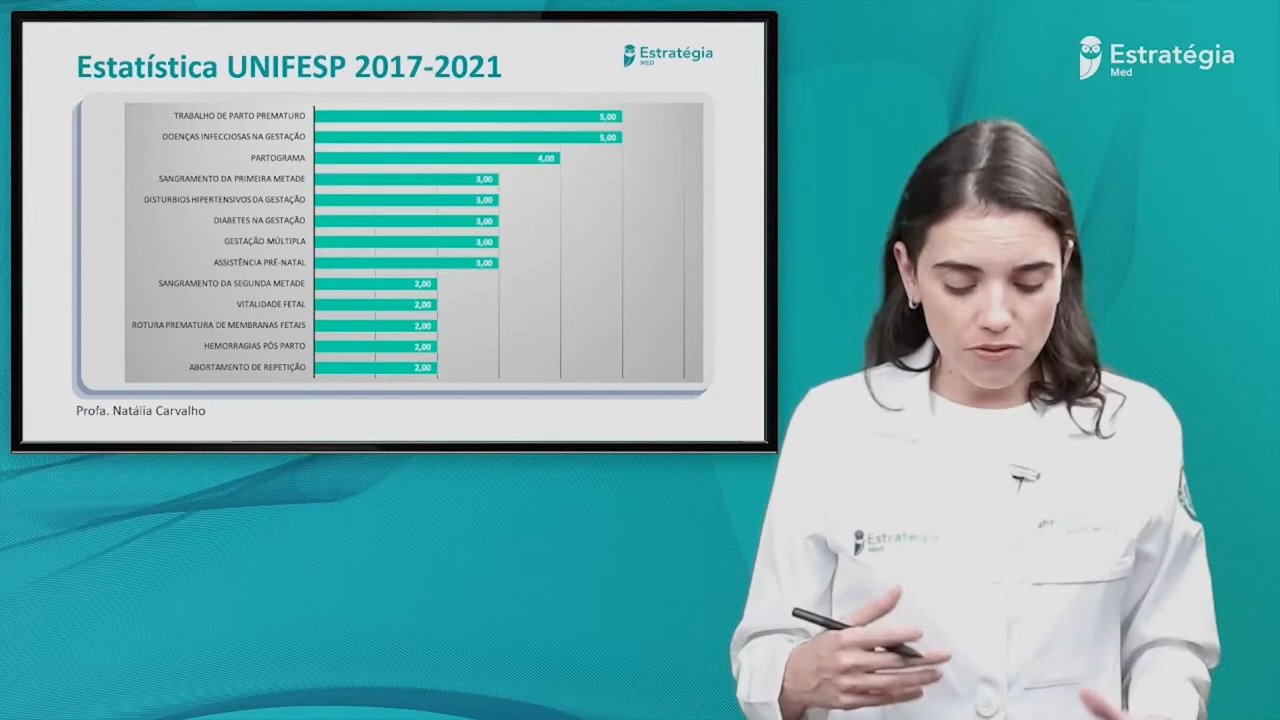 Estatística UNIFESP 2017-2021
Estratégia
MED
TRABALHO DE PARTO PREMATURO 5,00
DOENÇAS INFECCIOSAS NA GESTAÇÃO 5,00
PARTOGRAMA 4,00
SANGRAMENTO DA PRIMEIRA METADE 3,00
DISTURBIOS HIPERTENSIVOS DA GESTAÇÃO 3,00
DIABETES NA GESTAÇÃO 3,00
GESTAÇÃO MÚLTIPLA 3,00
ASSISTÊNCIA PRÉ-NATAL 3,00
SANGRAMENTO DA SEGUNDA METADE 2,00
VITALIDADE FETAL 2,00
ROTURA PREMATURA DE MEMBRANAS FETAIS 2,00
HEMORRAGIAS PÓS PARTO 2,00
ABORTAMENTO DE REPETIÇÃO 2,00
Profa. Natália Carvalho
Estratégia
Med
Estratégia
MED